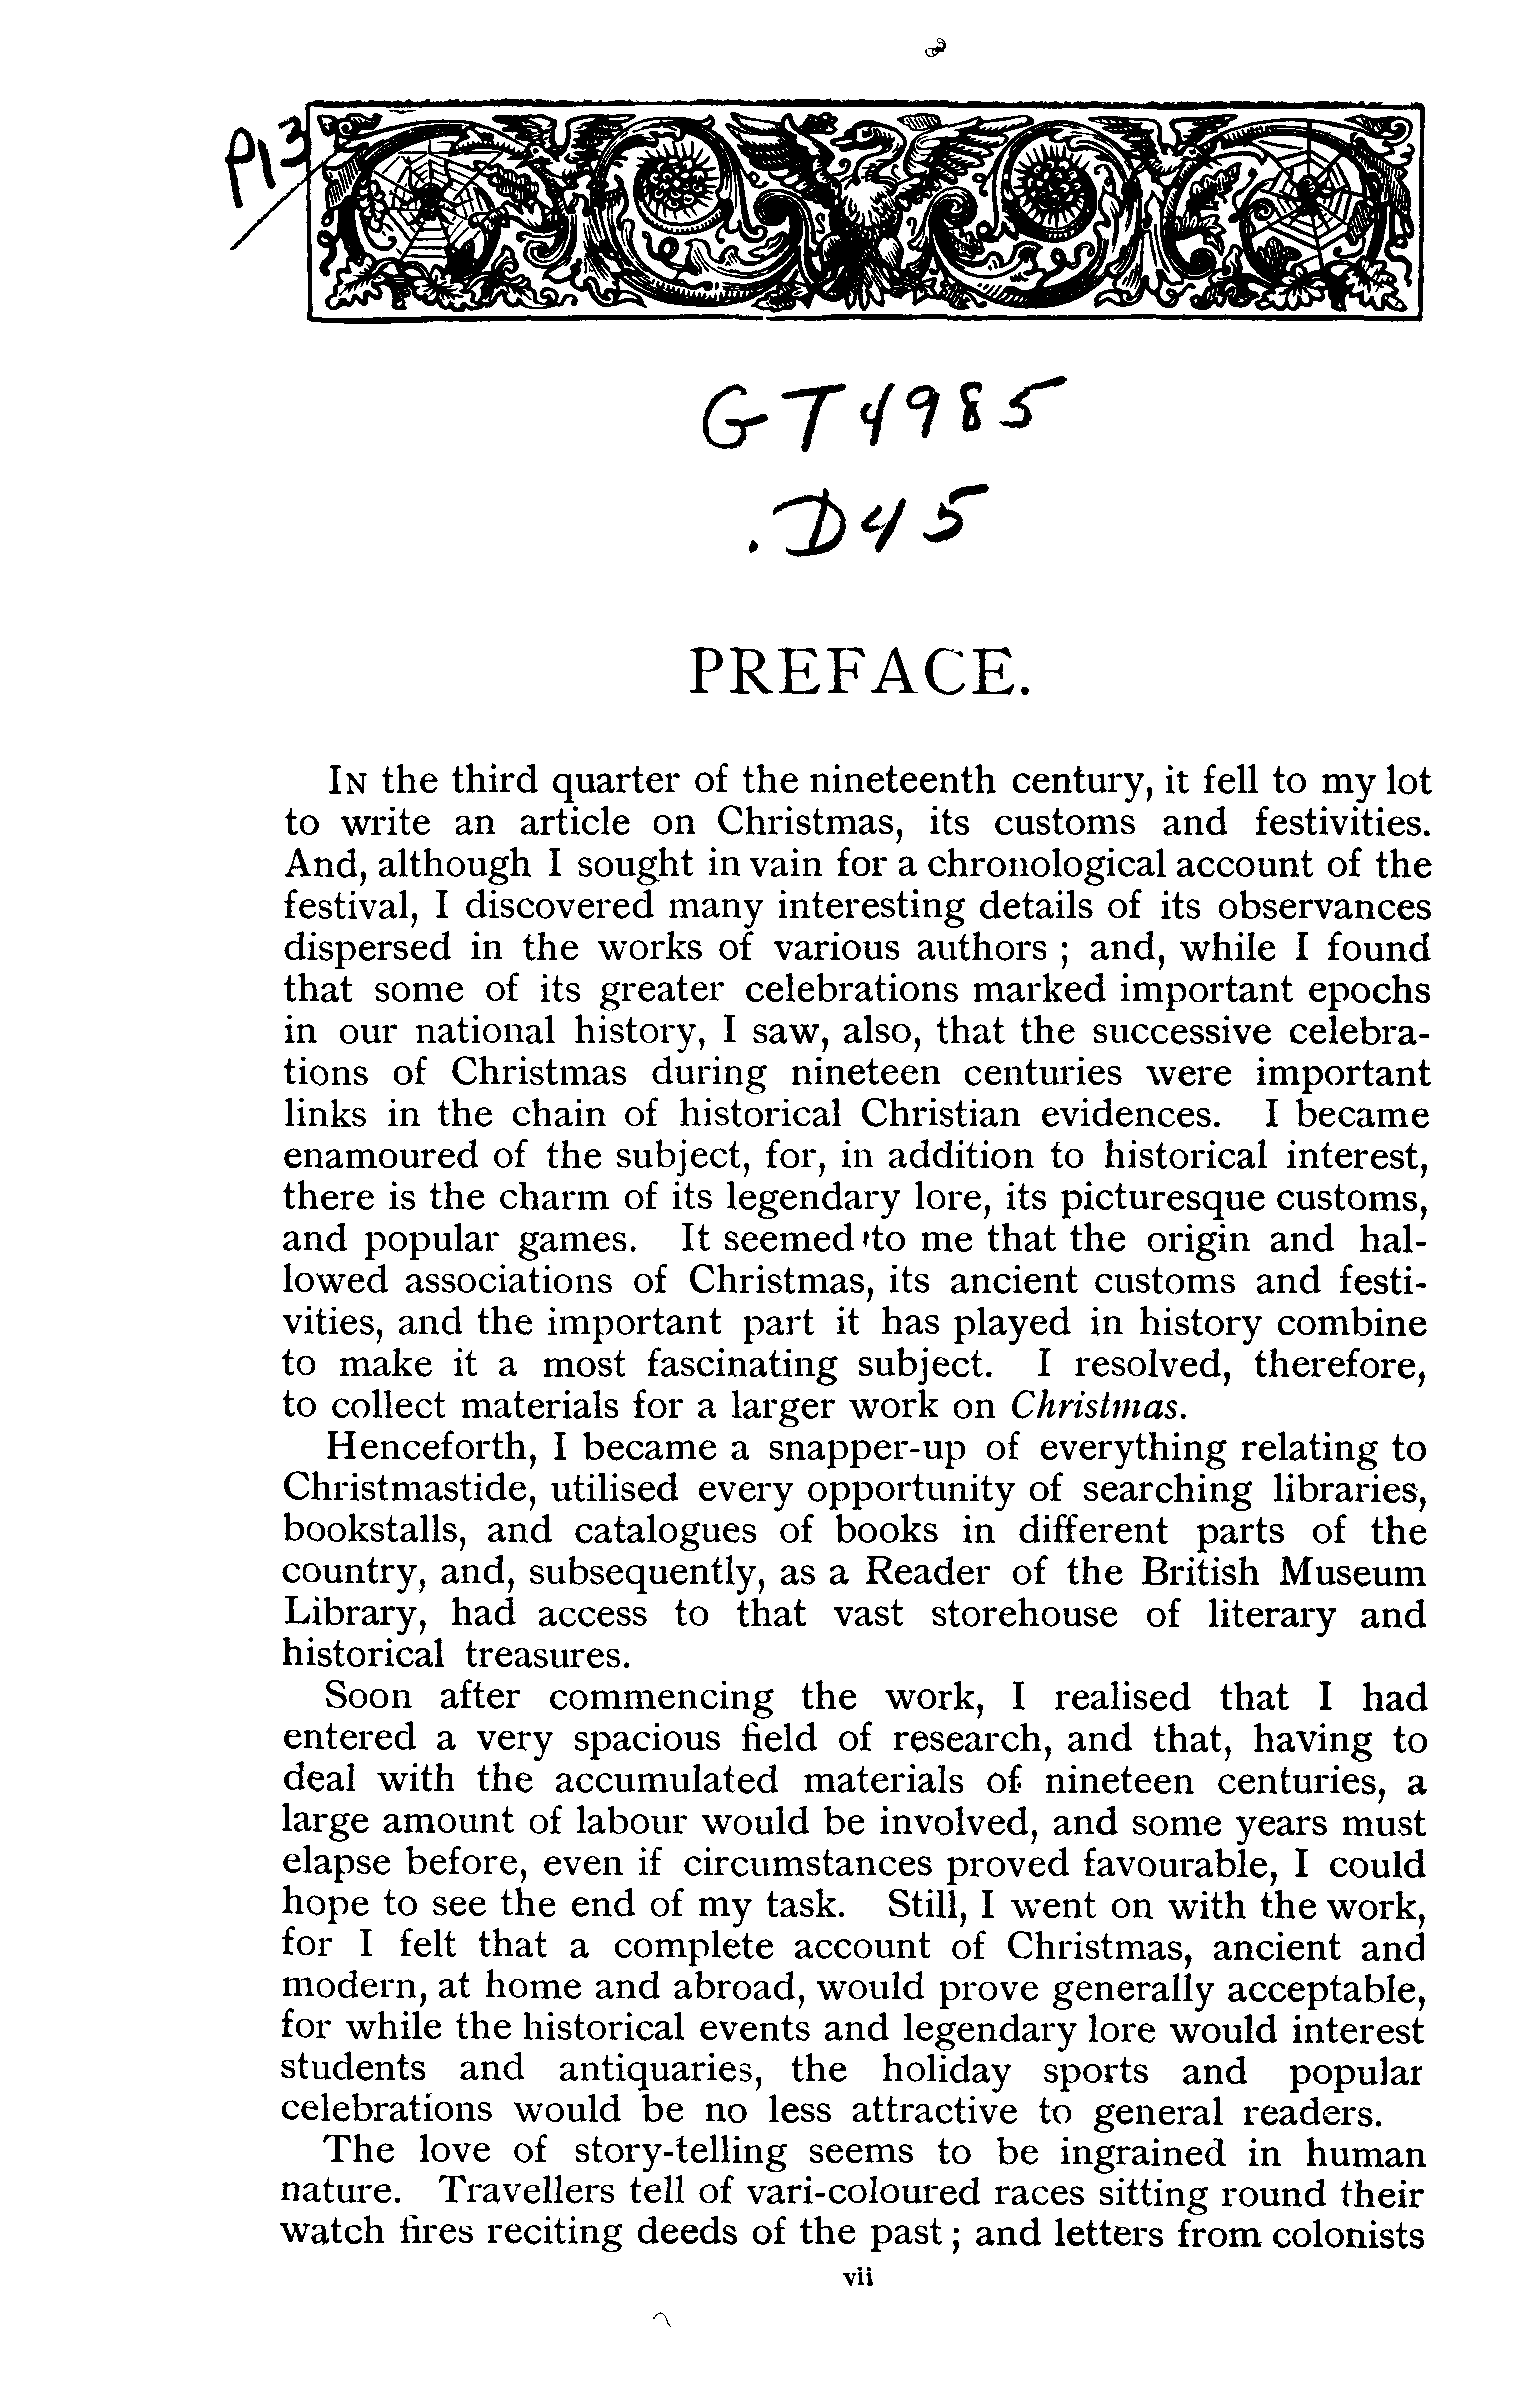 P13
GT4985
.D45
PREFACE.
IN the third quarter of the nineteenth century, it fell to my lot
to write an article on Christmas, its customs and festivities.
And, although I sought in vain for a chronological account of the
festival, I discovered many interesting details of its observances
dispersed in the works of various authors ; and, while I found
that some of its greater celebrations marked important epochs
in our national history, I saw, also, that the successive celebra-
tions of Christmas during nineteen centuries were important
links in the chain of historical Christian evidences. I became
enamoured of the subject, for, in addition to historical interest,
there is the charm of its legendary lore, its picturesque customs,
and popular games. It seemed to me that the origin and hal-
lowed associations of Christmas, its ancient customs and festi-
vities, and the important part it has played in history combine
to make it a most fascinating subject. I resolved, therefore,
to collect materials for a larger work on Christmas.
Henceforth, I became a snapper-up of everything relating to
Christmastide, utilised every opportunity of searching libraries,
bookstalls, and catalogues of books in different parts of the
country, and, subsequently, as a Reader of the British Museum
Library, had access to that vast storehouse of literary and
historical treasures.
Soon after commencing the work, I realised that I had
entered a very spacious field of research, and that, having to
deal with the accumulated materials of nineteen centuries, a
large amount of labour would be involved, and some years must
elapse before, even if circumstances proved favourable, I could
hope to see the end of my task. Still, I went on with the work,
for I felt that a complete account of Christmas, ancient and
modern, at home and abroad, would prove generally acceptable,
for while the historical events and legendary lore would interest
students and antiquaries, the holiday sports and popular
celebrations would be no less attractive to general readers.
The love of story-telling seems to be ingrained in human
nature. Travellers tell of vari-coloured races sitting round their
watch fires reciting deeds of the past ; and letters from colonists
vii